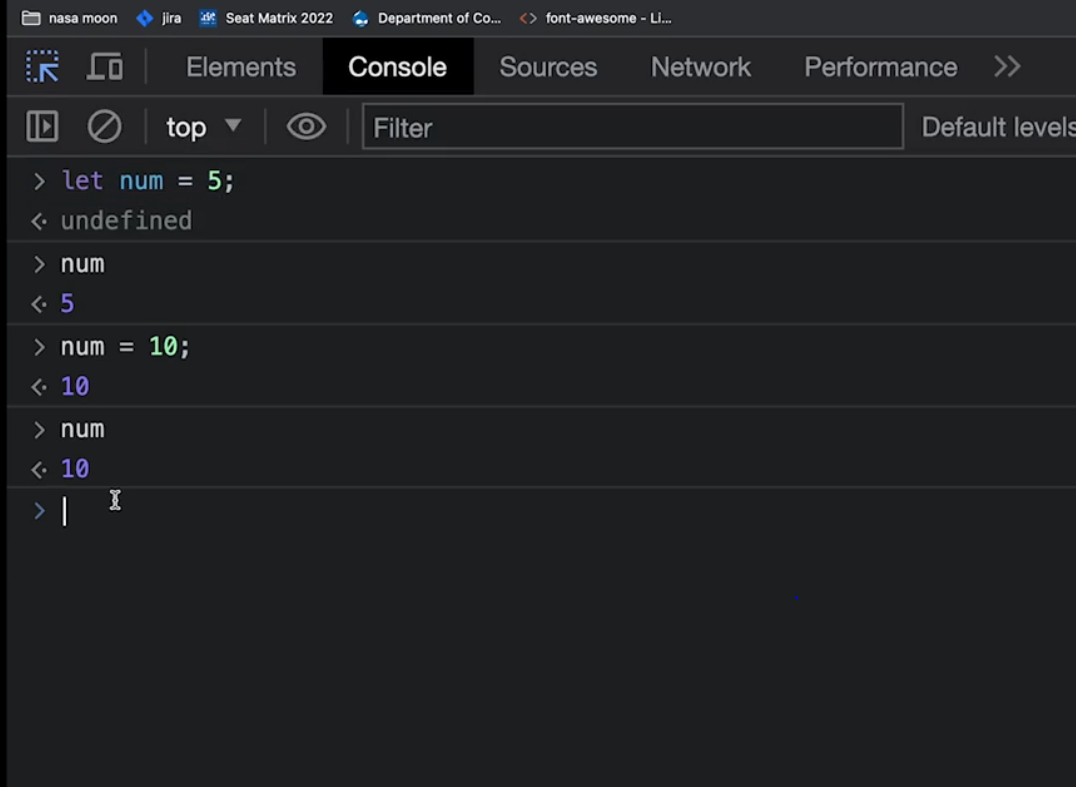 nasa moon jira Seat Matrix 2022 Department of Co... font-awesome - Li...
Elements Console Sources Network Performance
top Filter Default levels
> let num = 5;
undefined
> num
5
> num = 10;
10
> num
10
>